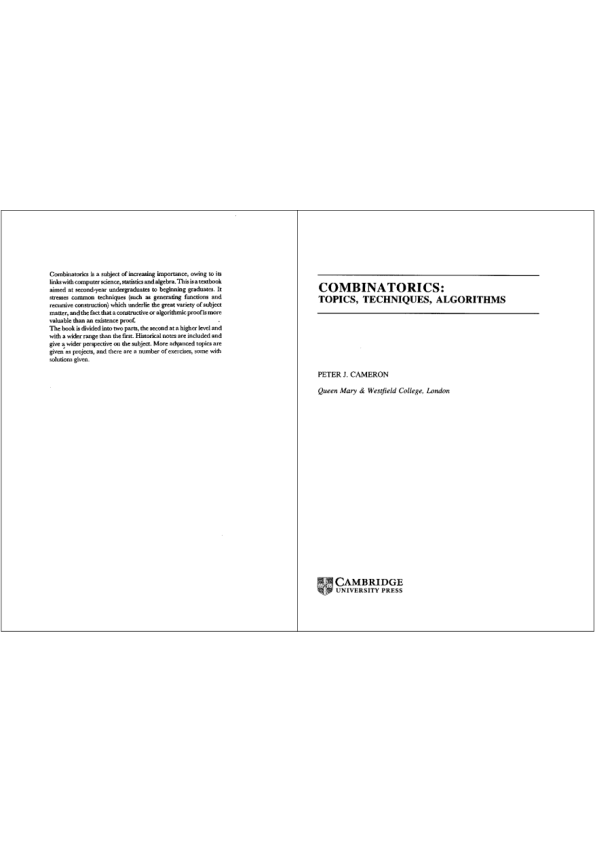 Combinatorics is a subject of increasing importance, owing to its
links with computer science, statistics and algebra. This is a textbook
aimed at second-year undergraduates to beginning graduates. It
stresses common techniques (such as generating functions and
recursive construction) which underlie the great variety of subject
matter, and the fact that a constructive or algorithmic proof is more
valuable than an existence proof.
The book is divided into two parts, the second at a higher level and
with a wider range than the first. Historical notes are included and
give a wider perspective on the subject. More advanced topics are
given as projects, and there are a number of exercises, some with
solutions given.
COMBINATORICS:
TOPICS, TECHNIQUES, ALGORITHMS
PETER J. CAMERON
Queen Mary & Westfield College, London
CAMBRIDGE
UNIVERSITY PRESS